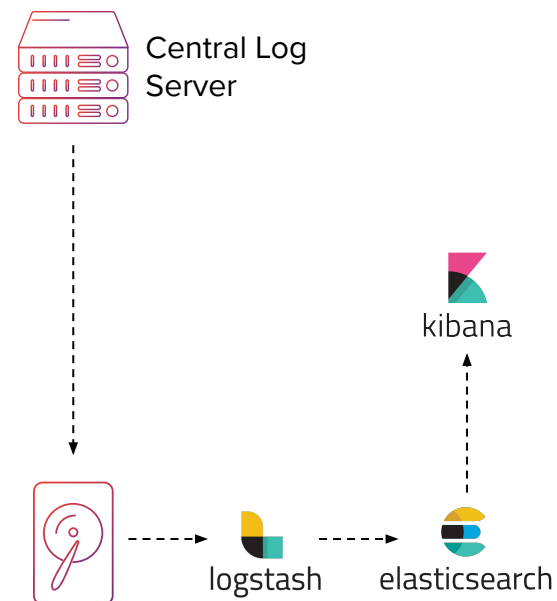 Central Log
Server
kibana
logstash
elasticsearch